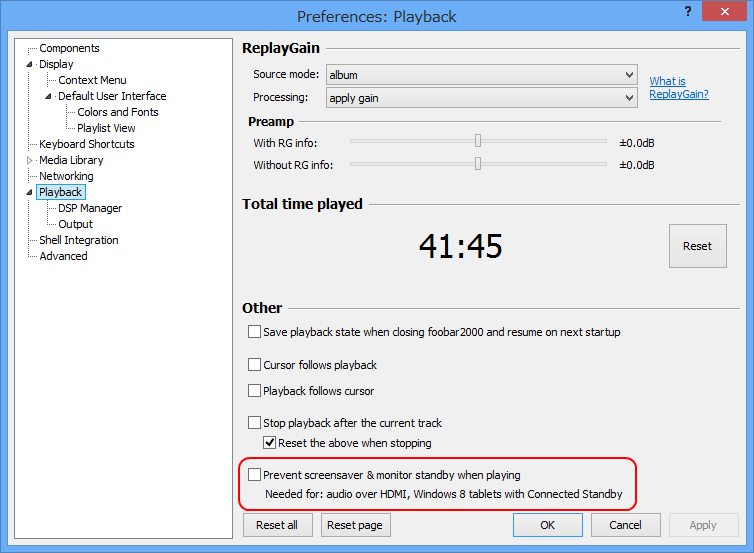 Preferences: Playback
?
Components
Display
Context Menu
Default User Interface
Colors and Fonts
Playlist View
Keyboard Shortcuts
Media Library
Networking
Playback
DSP Manager
Output
Shell Integration
Advanced
ReplayGain
Source mode: album
Processing: apply gain
What is
ReplayGain?
Preamp
With RG info: ±0.0dB
Without RG info: ±0.0dB
Total time played
41:45
Reset
Other
Save playback state when closing foobar2000 and resume on next startup
Cursor follows playback
Playback follows cursor
Stop playback after the current track
Reset the above when stopping
Prevent screensaver & monitor standby when playing
Needed for: audio over HDMI, Windows 8 tablets with Connected Standby
Reset all Reset page OK Cancel Apply